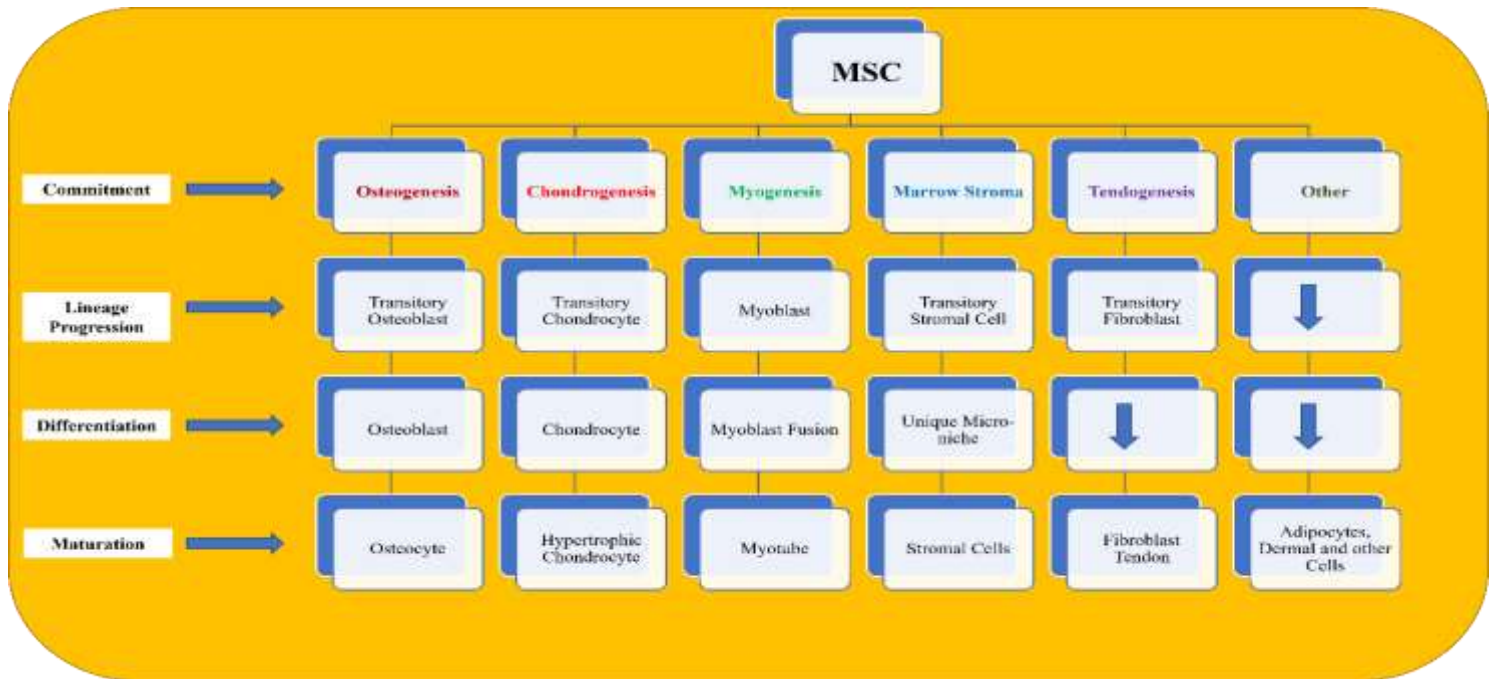 MSC
Commitment
Osteogenesis
Chondrogenesis
Myogenesis
Marrow Stroma
Tendogenesis
Other
Lineage
Progression
Transitory
Osteoblast
Transitory
Chondrocyte
Myoblast
Transitory
Stromal Cell
Transitory
Fibroblast
Differentiation
Osteoblast
Chondrocyte
Myoblast Fusion
Unique Micro-
niche
Maturation
Osteocyte
Hypertrophic
Chondrocyte
Myotube
Stromal Cells
Fibroblast
Tendon
Adipocytes,
Dermal and other
Cells